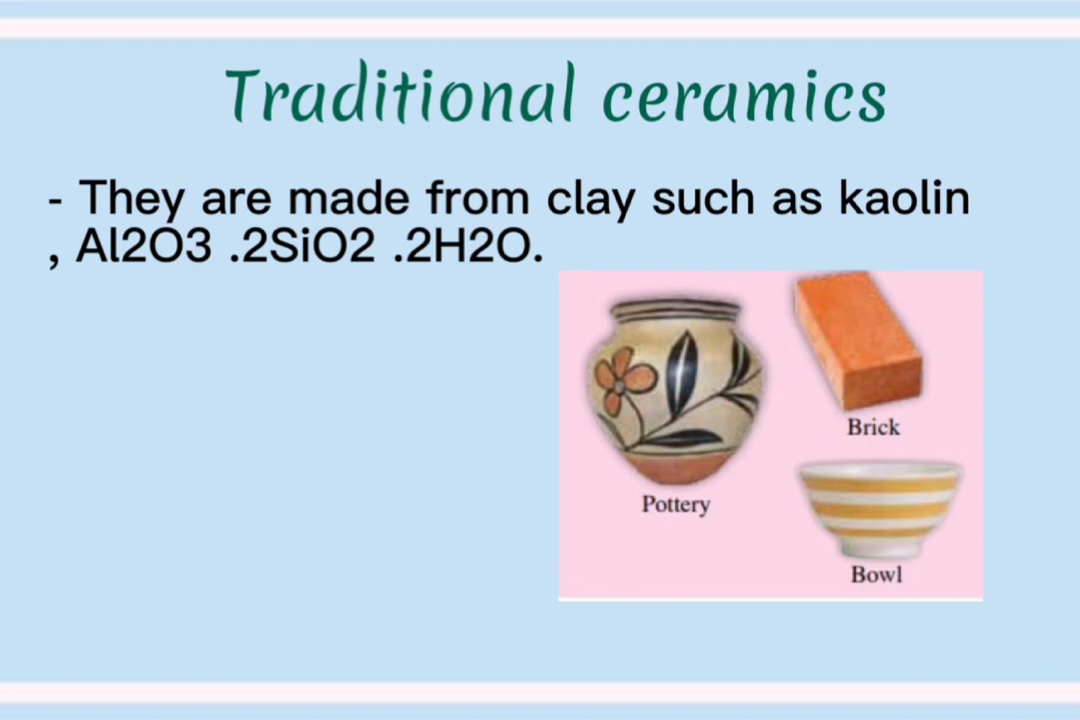 Traditional ceramics
- They are made from clay such as kaolin
, Al2O3 .2SiO2 .2H2O.
Brick
Pottery
Bowl